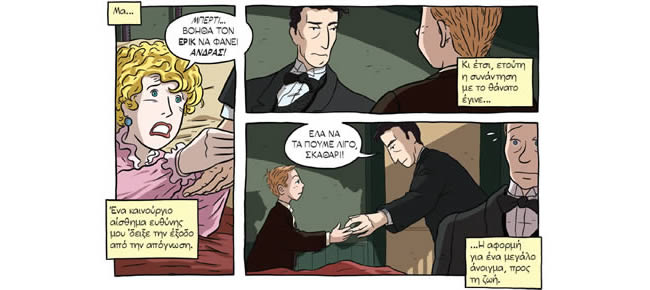 Μα...
ΜΠΕΡΤΙ...
ΒΟΗΘΑ ΤΟΝ
ΕΡΙΚ ΝΑ ΦΑΝΕΙ
ΑΝΔΡΑΣ!
Ένα καινούργιο
αίσθημα ευθύνης
μου 'δειξε την έξοδο
από την απόγνωση.
Κι έτσι, ετούτη
η συνάντηση
με το θάνατο
έγινε...
ΕΛΑ ΝΑ
ΤΑ ΠΟΥΜΕ ΛΙΓΟ,
ΣΚΑΘΑΡΙ!
...Η αφορμή
για ένα μεγάλο
άνοιγμα, προς
τη ζωή.